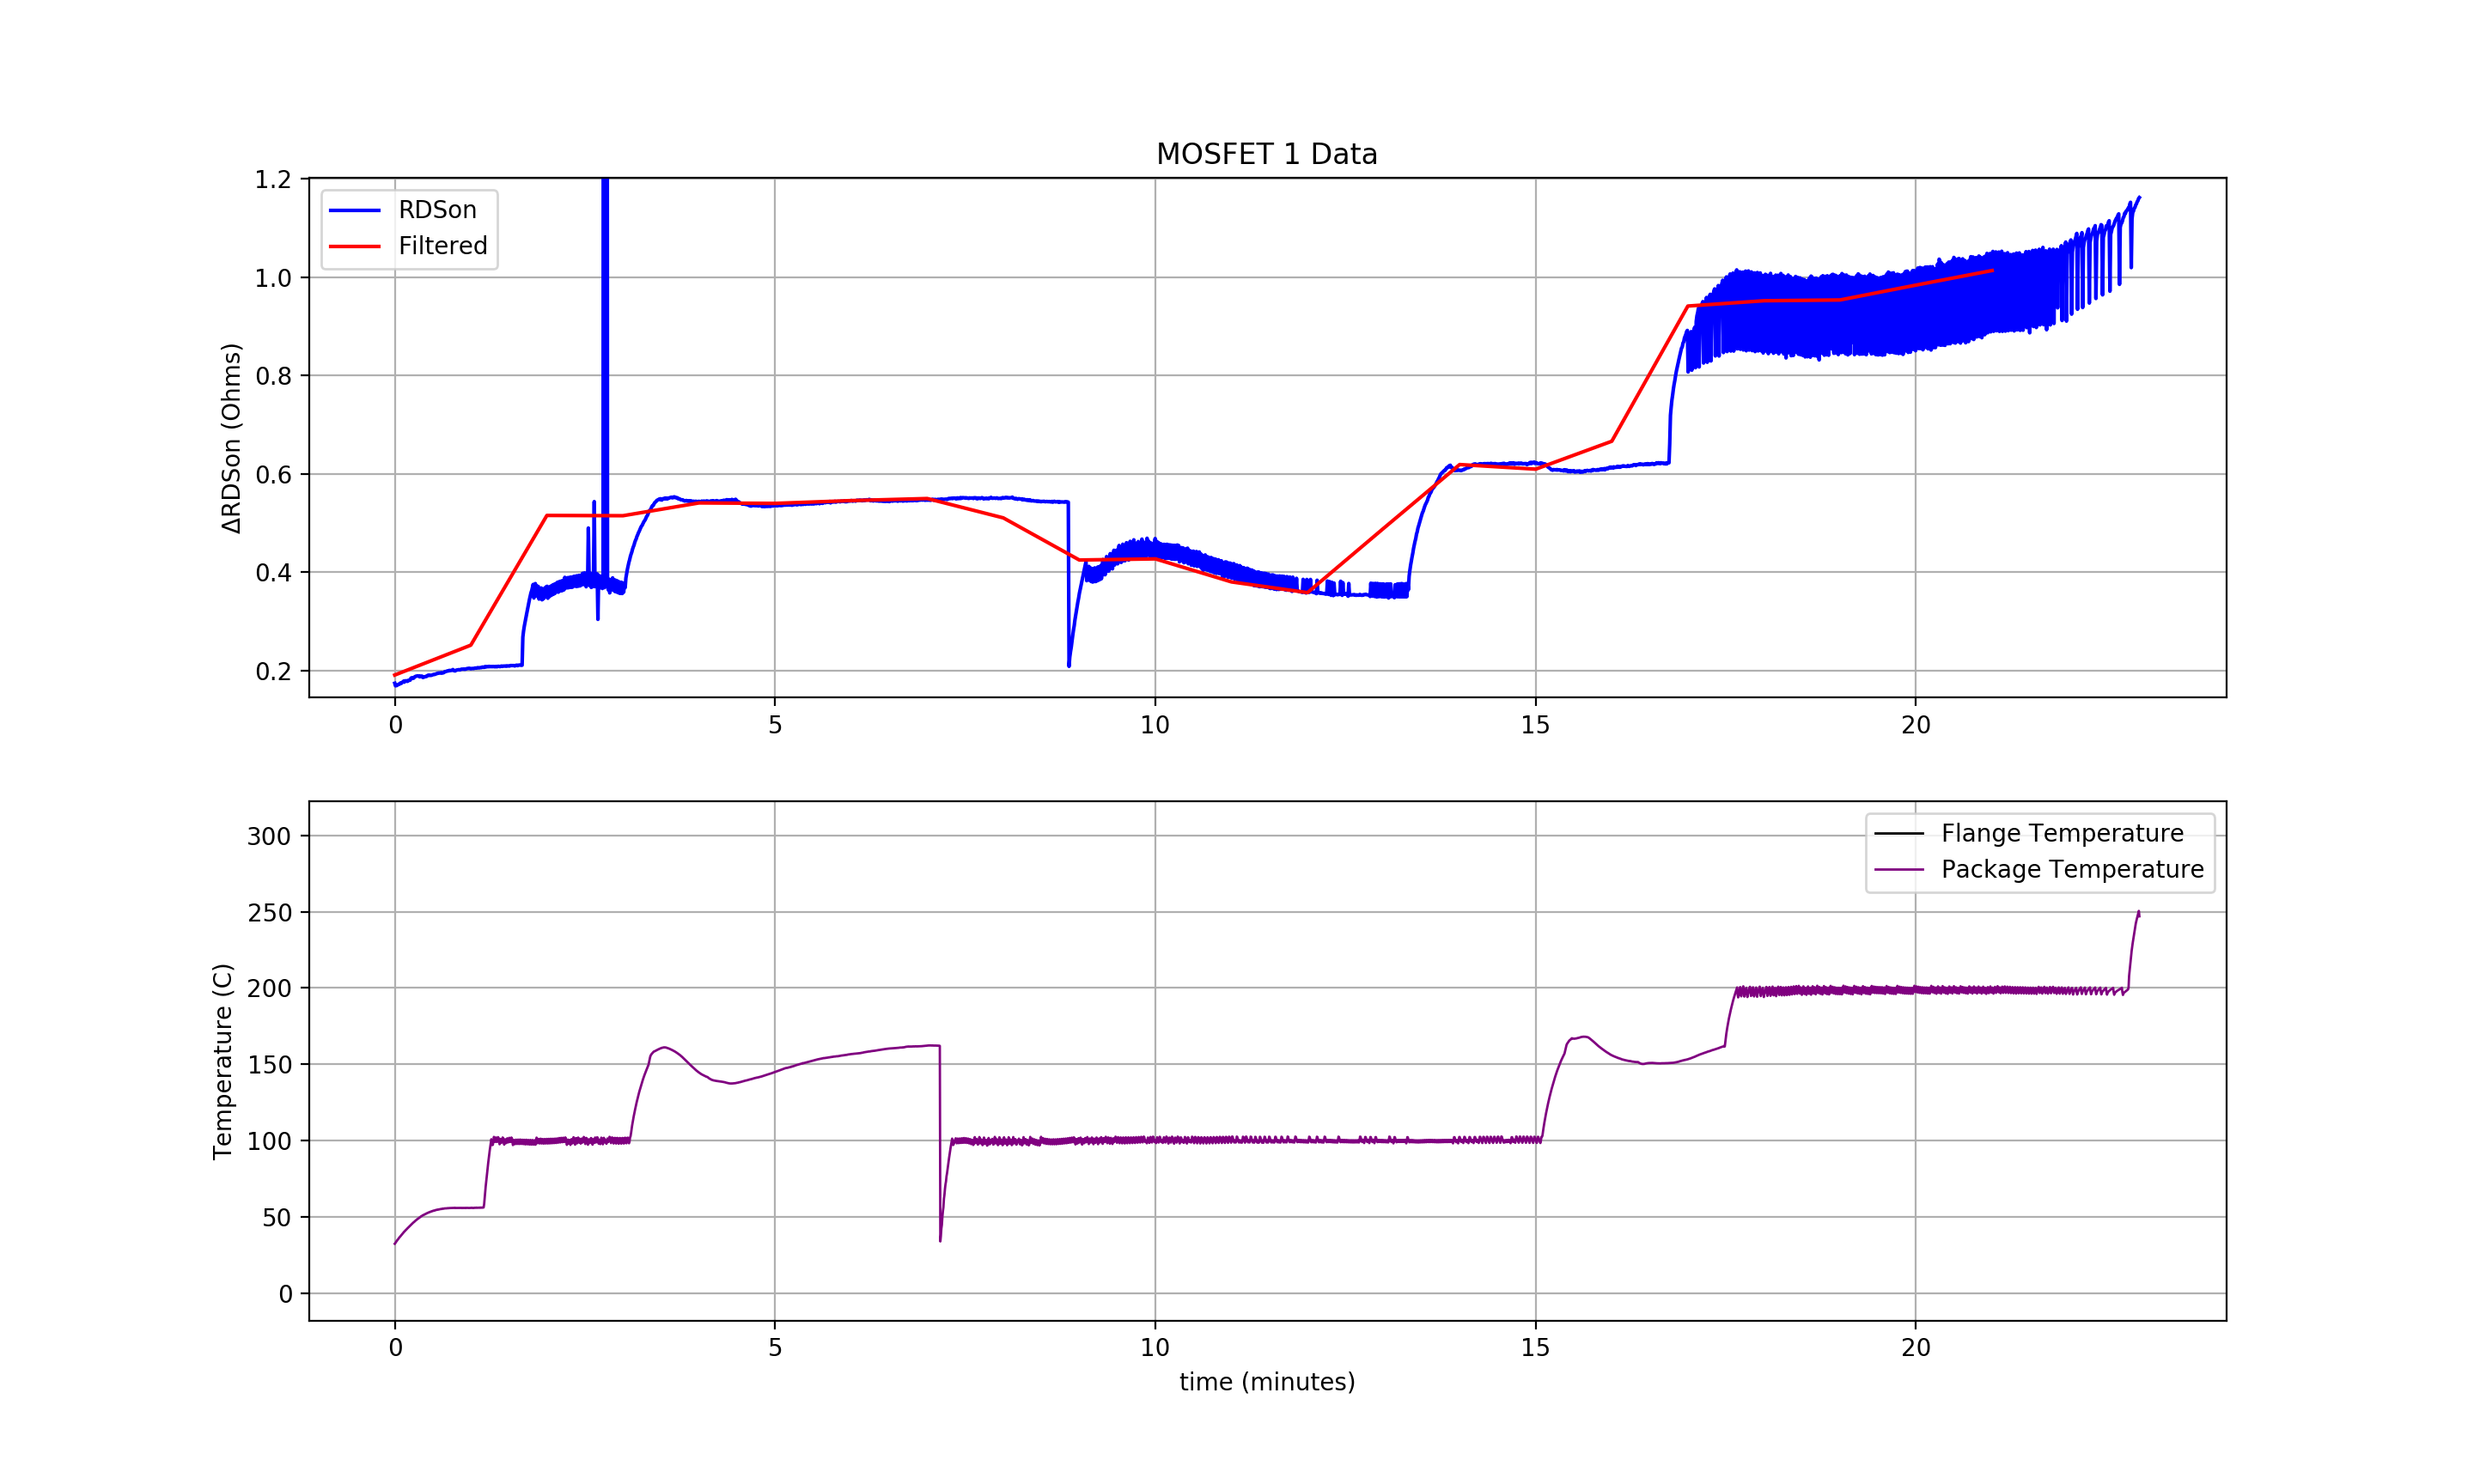 MOSFET 1 Data
1.2
1.0
0.8
0.6
0.4
0.2
ΔRDSon (Ohms)
RDSon
Filtered
0 5 10 15 20
300
250
200
150
100
50
0
Temperature (C)
Flange Temperature
Package Temperature
0 5 10 15 20
time (minutes)